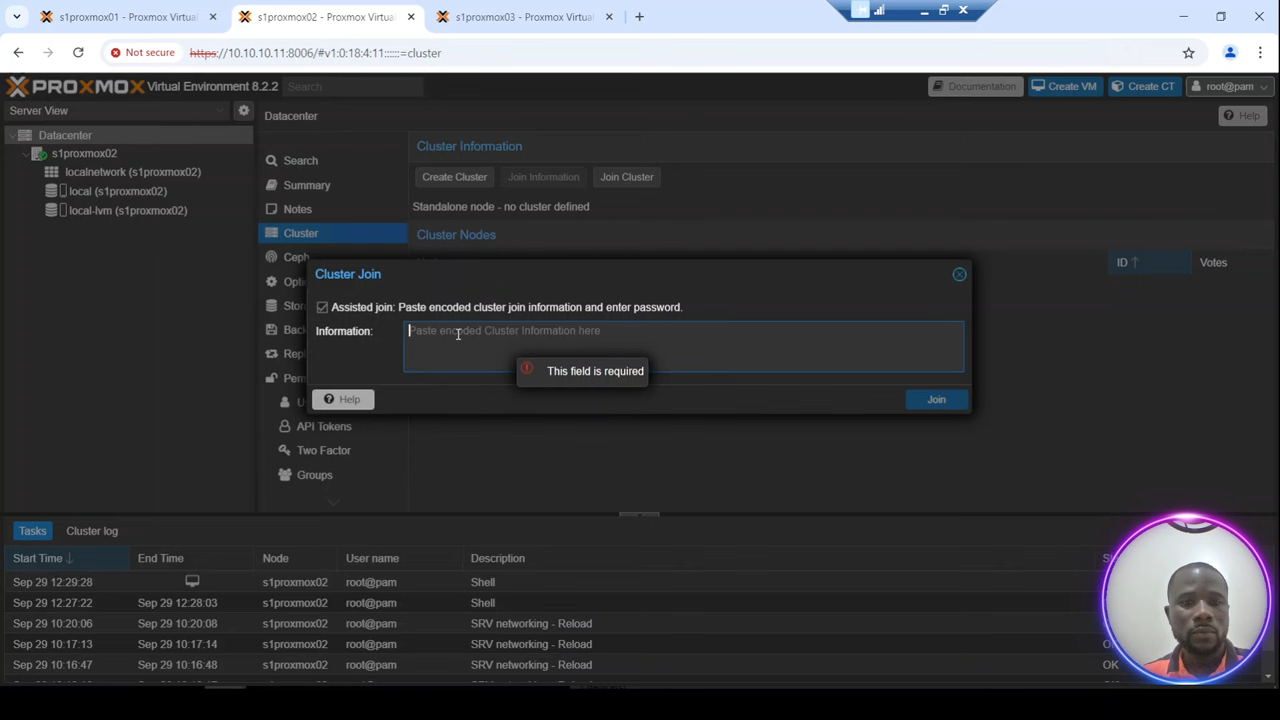 s1proxmox01 - Proxmox Virtual
s1proxmox02 - Proxmox Virtual
s1proxmox03 - Proxmox Virtual
Not secure
https://10.10.10.11:8006/#v1:0:18:4:11::::::=cluster
PROXMOX Virtual Environment 8.2.2
Search
Documentation
Create VM
Create CT
root@pam
Server View
Datacenter
Help
Datacenter
s1proxmox02
localnetwork (s1proxmox02)
local (s1proxmox02)
local-lvm (s1proxmox02)
Search
Summary
Notes
Cluster
Ceph
Opti
Stor
Back
Repl
Perm
U
API Tokens
Two Factor
Groups
Cluster Information
Create Cluster
Join Information
Join Cluster
Standalone node - no cluster defined
Cluster Nodes
ID
Votes
Cluster Join
Assisted join: Paste encoded cluster join information and enter password.
Information:
Paste encoded Cluster Information here
This field is required
Help
Join
Tasks
Cluster log
Start Time
End Time
Node
User name
Description
Sep 29 12:29:28
s1proxmox02
root@pam
Shell
Sep 29 12:27:22
Sep 29 12:28:03
s1proxmox02
root@pam
Shell
Sep 29 10:20:06
Sep 29 10:20:08
s1proxmox02
root@pam
SRV networking - Reload
Sep 29 10:17:13
Sep 29 10:17:14
s1proxmox02
root@pam
SRV networking - Reload
Sep 29 10:16:47
Sep 29 10:16:48
s1proxmox02
root@pam
SRV networking - Reload
OK